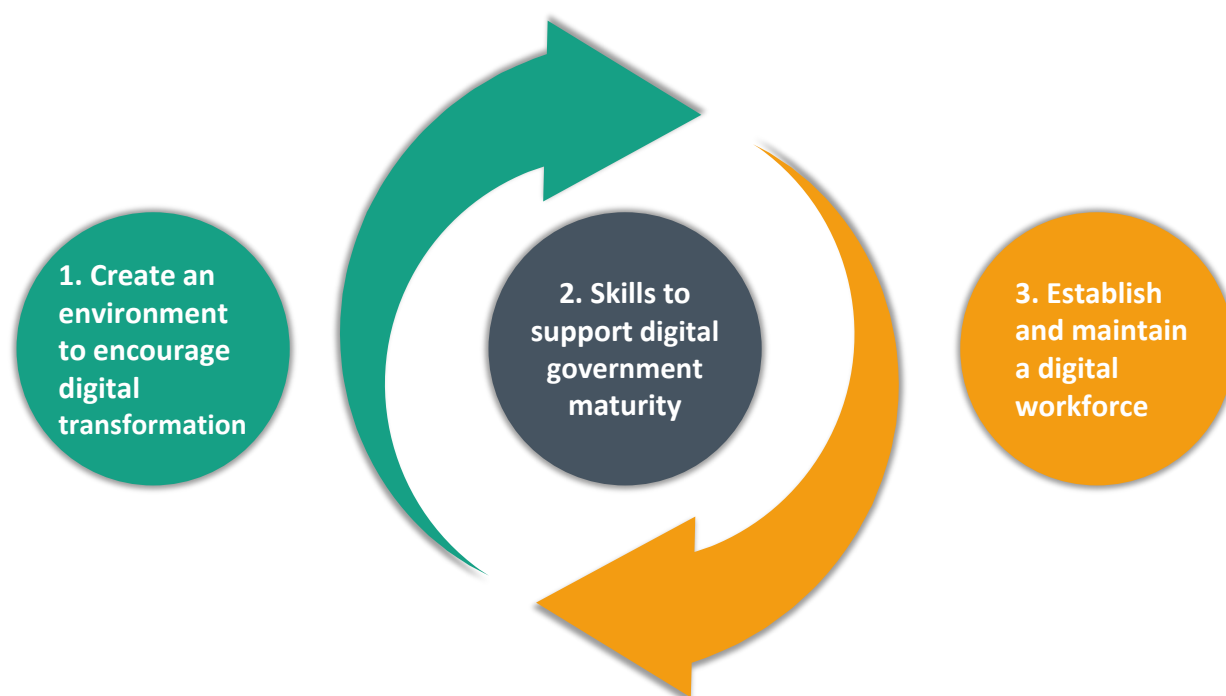 1. Create an
environment
to encourage
digital
transformation
2. Skills to
support digital
government
maturity
3. Establish
and maintain
a digital
workforce